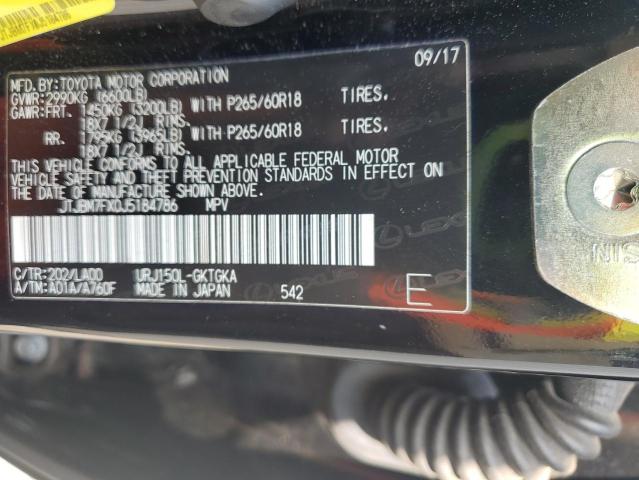 JTJBM7FX0J5184786
09/17
MFD.BY:TOYOTA MOTOR CORPORATION
GVWR:2990KG (6600LB)
GAWR:FRT. 1450KG (3200LB) WITH P265/60R18 TIRES.
18X7 1/2J RIMS.
RR. 1795KG (3965LB) WITH P265/60R18 TIRES.
18X7 1/2J RIMS.
THIS VEHICLE CONFORMS TO ALL APPLICABLE FEDERAL MOTOR
VEHICLE SAFETY AND THEFT PREVENTION STANDARDS IN EFFECT ON
THE DATE OF MANUFACTURE SHOWN ABOVE.
JTJBM7FX0J5184786 MPV
LEXUS
C/TR:202/LA00 URJ150L-GKTGKA
A/TM:A01A/A760F MADE IN JAPAN 542 E